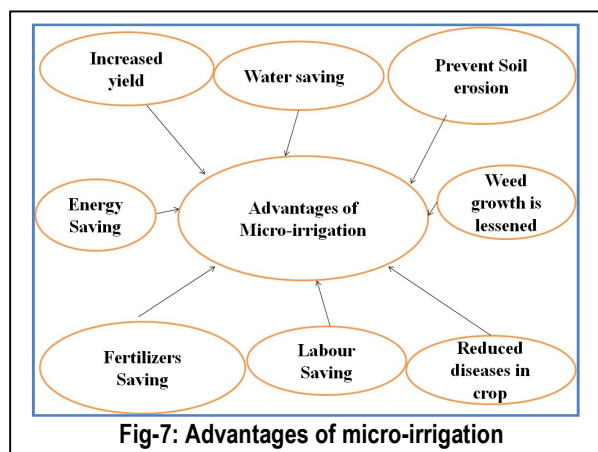 Increased
yield
Water saving
Prevent Soil
erosion
Energy
Saving
Advantages of
Micro-irrigation
Weed
growth is
lessened
Fertilizers
Saving
Labour
Saving
Reduced
diseases in
crop
Fig-7: Advantages of micro-irrigation